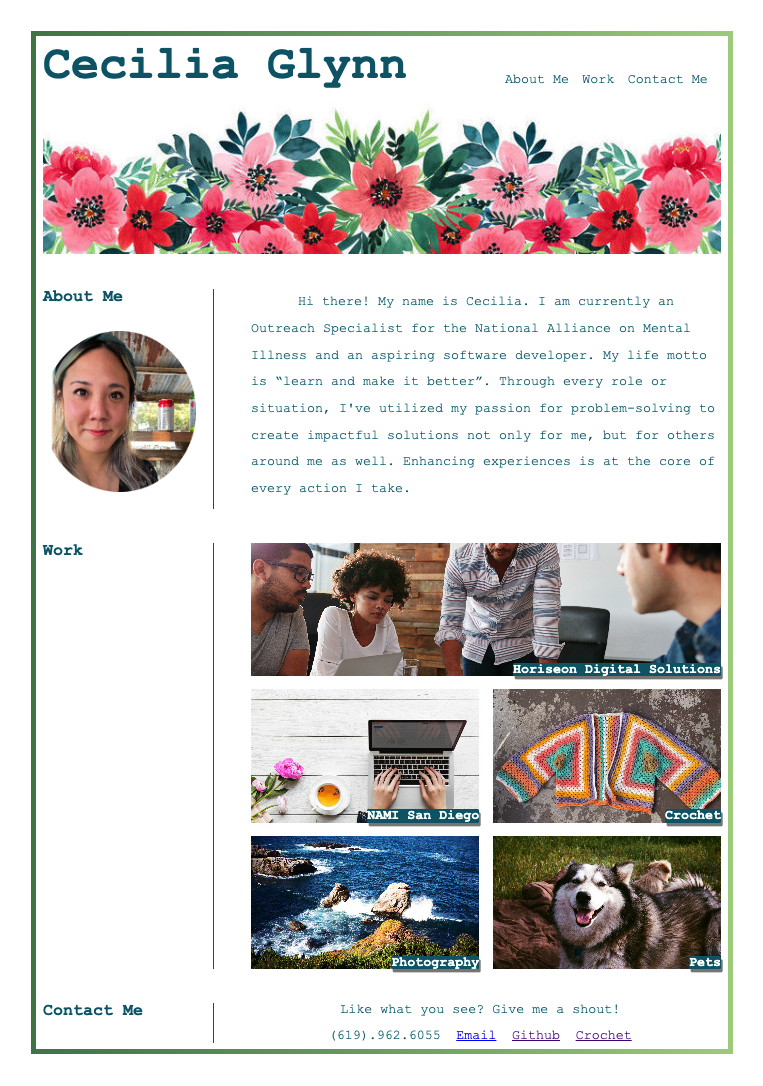 Cecilia Glynn
About Me Work Contact Me
About Me
Hi there! My name is Cecilia. I am currently an
Outreach Specialist for the National Alliance on Mental
Illness and an aspiring software developer. My life motto
is “learn and make it better”. Through every role or
situation, I've utilized my passion for problem-solving to
create impactful solutions not only for me, but for others
around me as well. Enhancing experiences is at the core of
every action I take.
Work
Horiseon Digital Solutions
NAMI San Diego
Crochet
Photography
Pets
Contact Me
Like what you see? Give me a shout!
(619).962.6055 Email Github Crochet